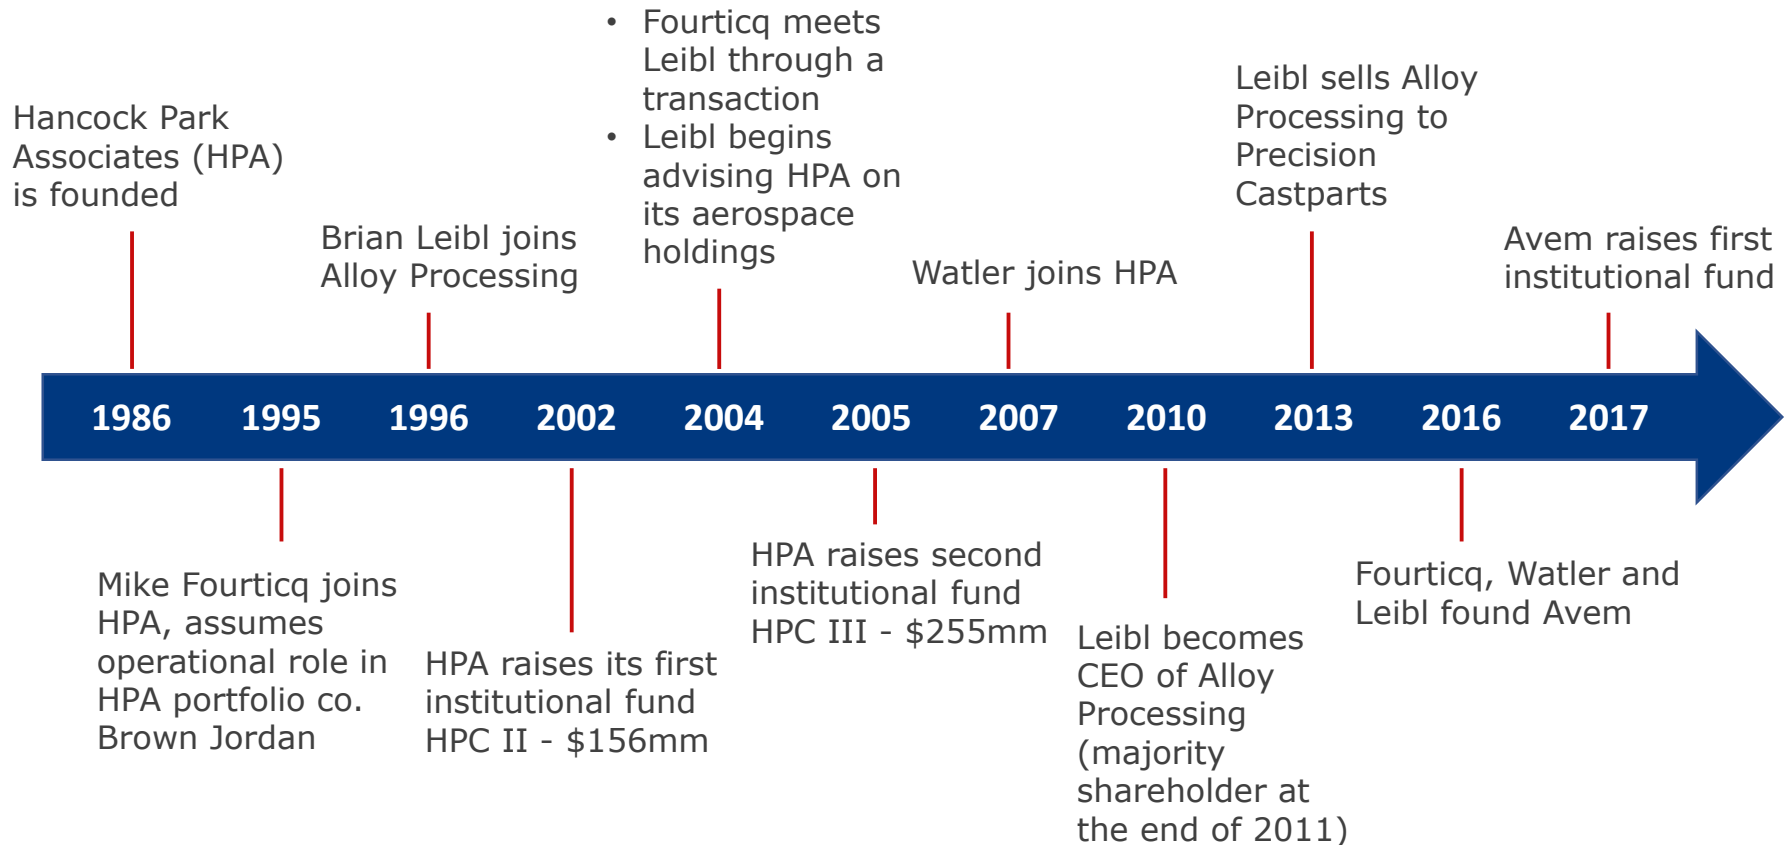 Hancock Park
Associates (HPA)
is founded
Brian Leibl joins
Alloy Processing
• Fourticq meets
Leibl through a
transaction
• Leibl begins
advising HPA on
its aerospace
holdings
Watler joins HPA
Leibl sells Alloy
Processing to
Precision
Castparts
Avem raises first
institutional fund
1986 1995 1996 2002 2004 2005 2007 2010 2013 2016 2017
Mike Fourticq joins
HPA, assumes
operational role in
HPA portfolio co.
Brown Jordan
HPA raises its first
institutional fund
HPC II - $156mm
HPA raises second
institutional fund
HPC III - $255mm
Leibl becomes
CEO of Alloy
Processing
(majority
shareholder at
the end of 2011)
Fourticq, Watler and
Leibl found Avem